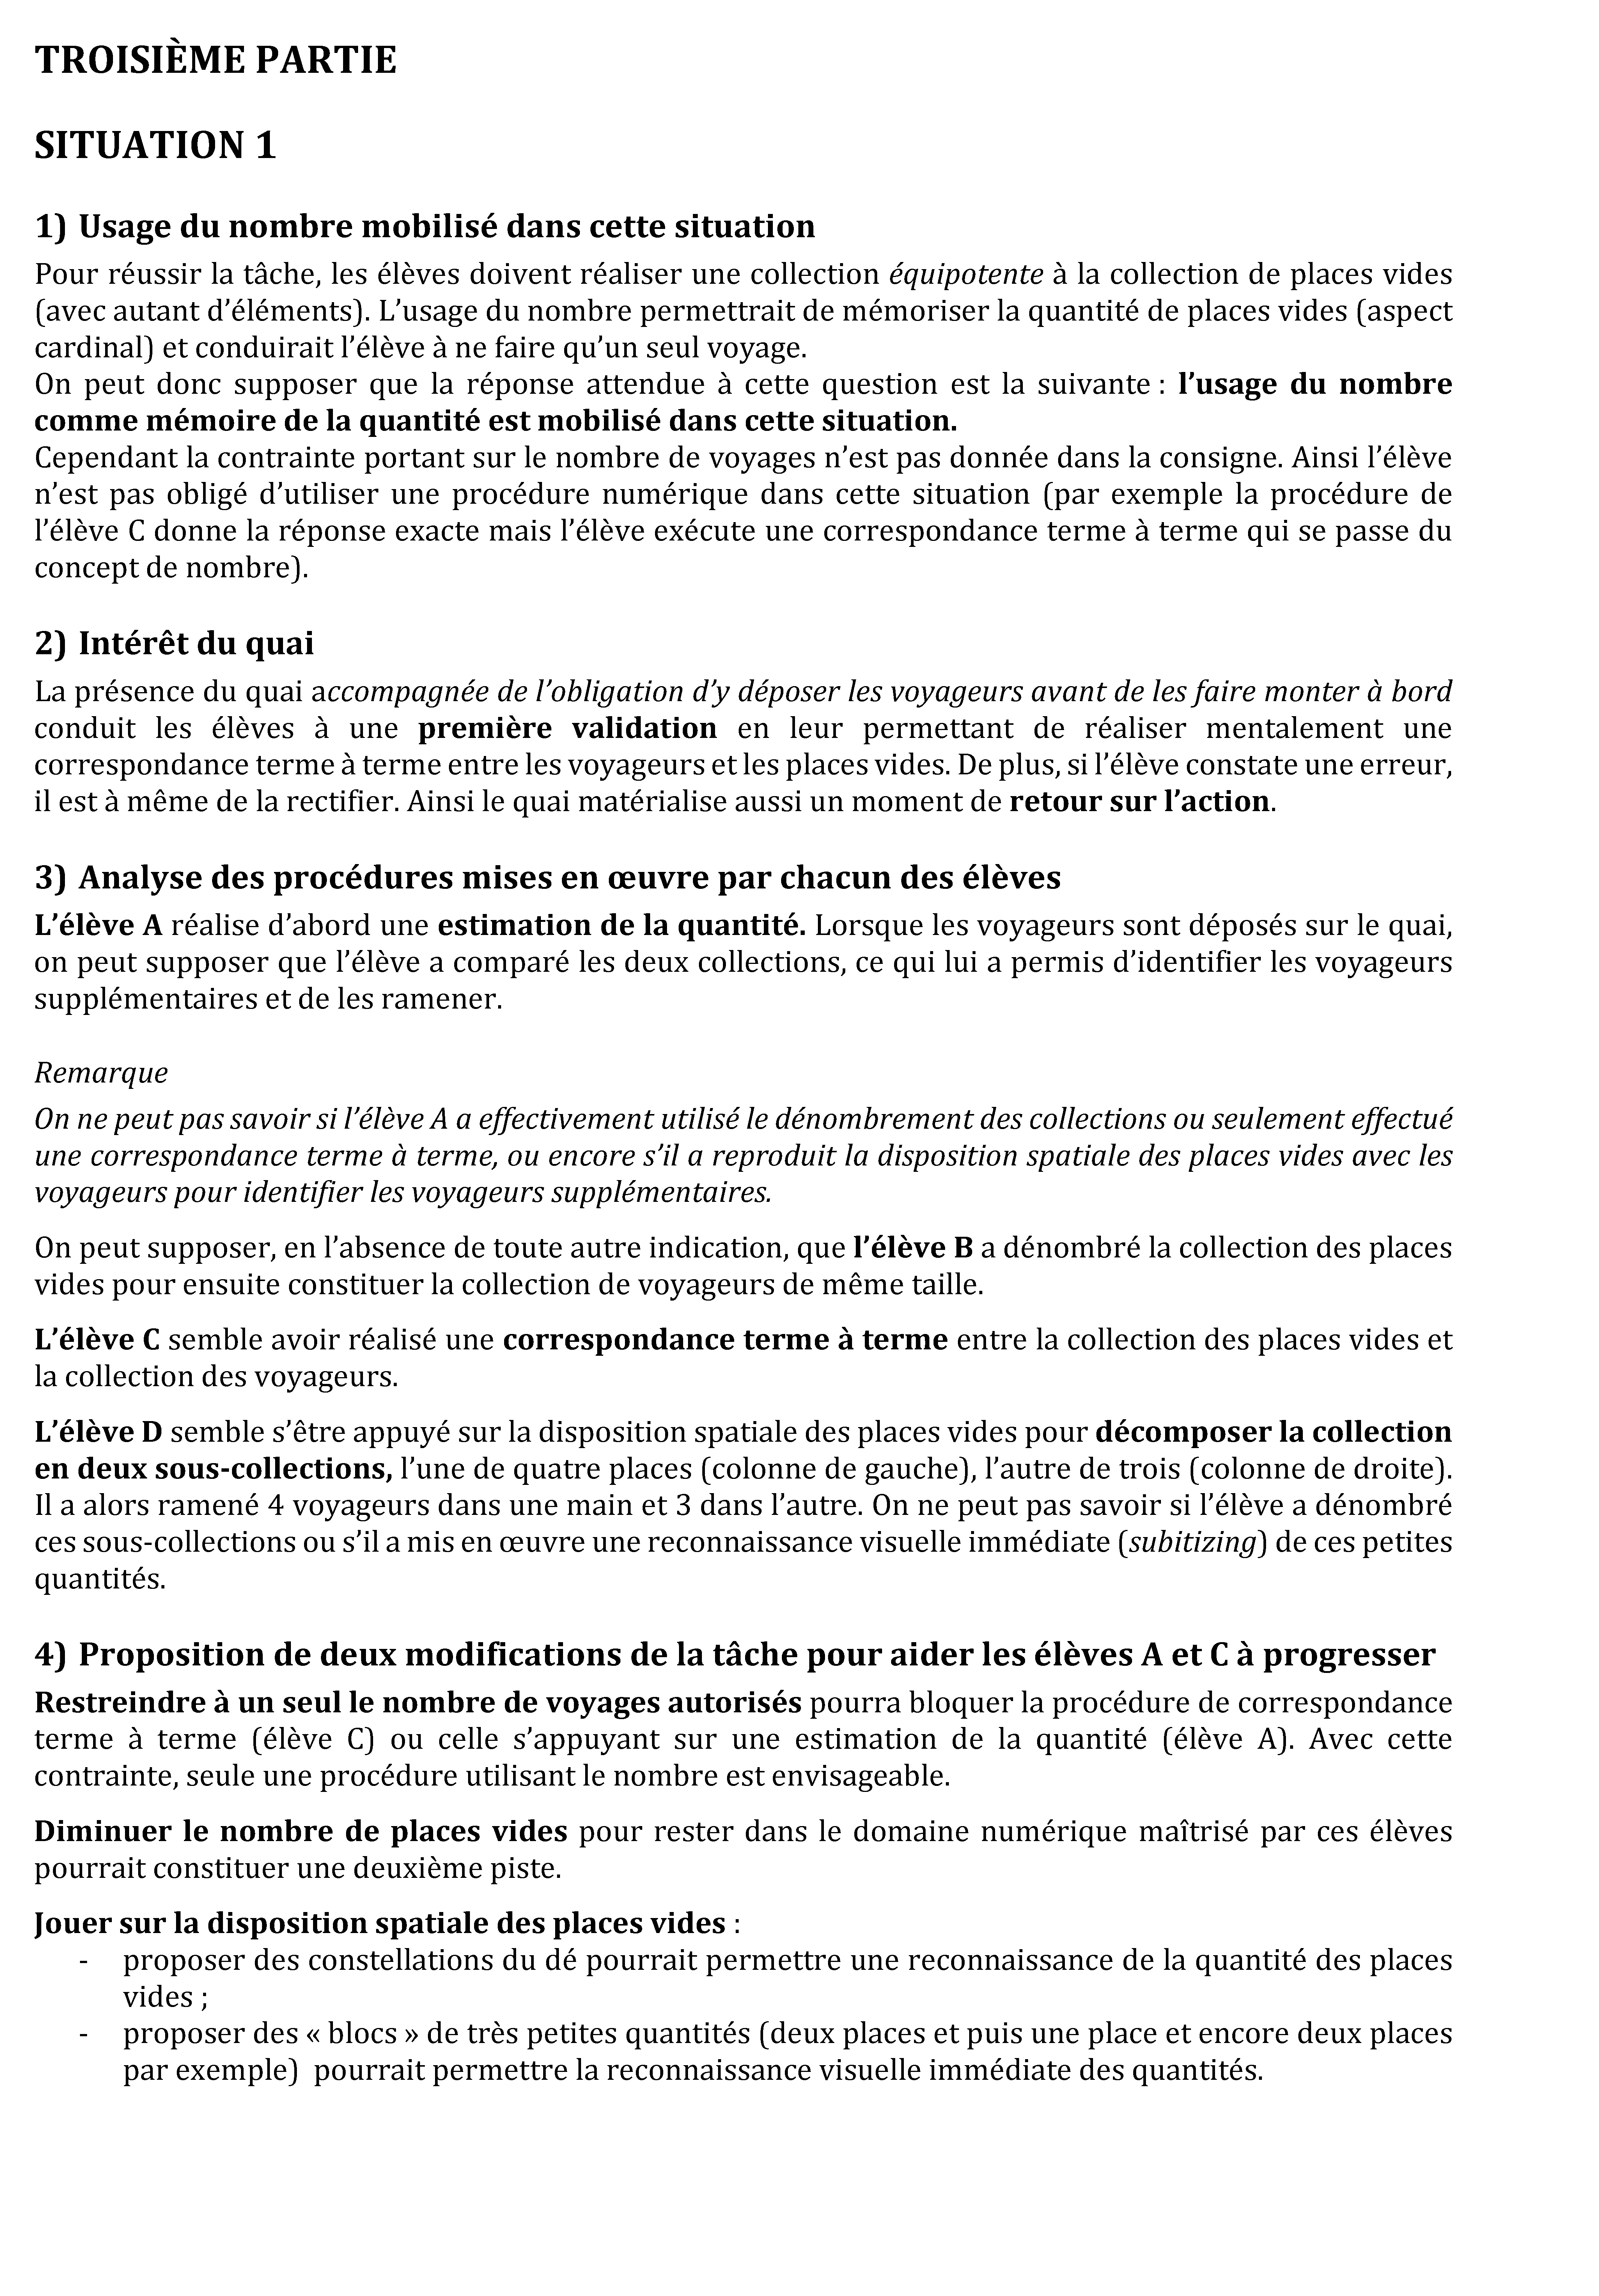 TROISIÈME PARTIE
SITUATION 1
1) Usage du nombre mobilisé dans cette situation
Pour réussir la tâche, les élèves doivent réaliser une collection équipotente à la collection de places vides
(avec autant d’éléments). L’usage du nombre permettrait de mémoriser la quantité de places vides (aspect
cardinal) et conduirait l’élève à ne faire qu’un seul voyage.
On peut donc supposer que la réponse attendue à cette question est la suivante : l’usage du nombre
comme mémoire de la quantité est mobilisé dans cette situation.
Cependant la contrainte portant sur le nombre de voyages n’est pas donnée dans la consigne. Ainsi l’élève
n’est pas obligé d’utiliser une procédure numérique dans cette situation (par exemple la procédure de
l’élève C donne la réponse exacte mais l’élève exécute une correspondance terme à terme qui se passe du
concept de nombre).
2) Intérêt du quai
La présence du quai accompagnée de l’obligation d’y déposer les voyageurs avant de les faire monter à bord
conduit les élèves à une première validation en leur permettant de réaliser mentalement une
correspondance terme à terme entre les voyageurs et les places vides. De plus, si l’élève constate une erreur,
il est à même de la rectifier. Ainsi le quai matérialise aussi un moment de retour sur l’action.
3) Analyse des procédures mises en œuvre par chacun des élèves
L’élève A réalise d’abord une estimation de la quantité. Lorsque les voyageurs sont déposés sur le quai,
on peut supposer que l’élève a comparé les deux collections, ce qui lui a permis d’identifier les voyageurs
supplémentaires et de les ramener.
Remarque
On ne peut pas savoir si l’élève A a effectivement utilisé le dénombrement des collections ou seulement effectué
une correspondance terme à terme, ou encore s’il a reproduit la disposition spatiale des places vides avec les
voyageurs pour identifier les voyageurs supplémentaires.
On peut supposer, en l’absence de toute autre indication, que l’élève B a dénombré la collection des places
vides pour ensuite constituer la collection de voyageurs de même taille.
L’élève C semble avoir réalisé une correspondance terme à terme entre la collection des places vides et
la collection des voyageurs.
L’élève D semble s’être appuyé sur la disposition spatiale des places vides pour décomposer la collection
en deux sous-collections, l’une de quatre places (colonne de gauche), l’autre de trois (colonne de droite).
Il a alors ramené 4 voyageurs dans une main et 3 dans l’autre. On ne peut pas savoir si l’élève a dénombré
ces sous-collections ou s’il a mis en œuvre une reconnaissance visuelle immédiate (subitizing) de ces petites
quantités.
4) Proposition de deux modifications de la tâche pour aider les élèves A et C à progresser
Restreindre à un seul le nombre de voyages autorisés pourra bloquer la procédure de correspondance
terme à terme (élève C) ou celle s’appuyant sur une estimation de la quantité (élève A). Avec cette
contrainte, seule une procédure utilisant le nombre est envisageable.
Diminuer le nombre de places vides pour rester dans le domaine numérique maîtrisé par ces élèves
pourrait constituer une deuxième piste.
Jouer sur la disposition spatiale des places vides :
- proposer des constellations du dé pourrait permettre une reconnaissance de la quantité des places
vides ;
- proposer des « blocs » de très petites quantités (deux places et puis une place et encore deux places
par exemple) pourrait permettre la reconnaissance visuelle immédiate des quantités.